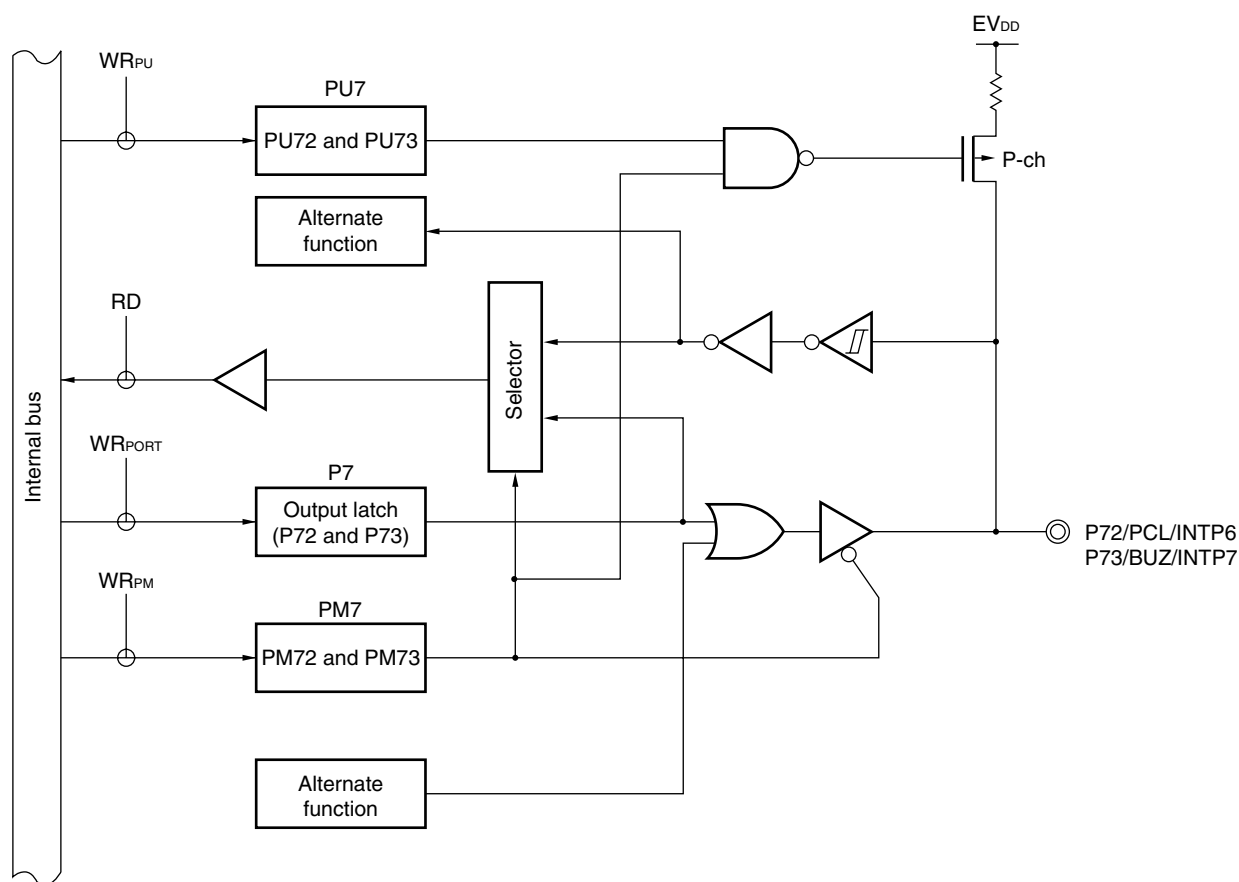 EVDD
WRPU
PU7
PU72 and PU73
P-ch
Alternate
function
RD
Selector
Internal bus
WRPORT
P7
Output latch
(P72 and P73)
P72/PCL/INTP6
P73/BUZ/INTP7
WRPM
PM7
PM72 and PM73
Alternate
function